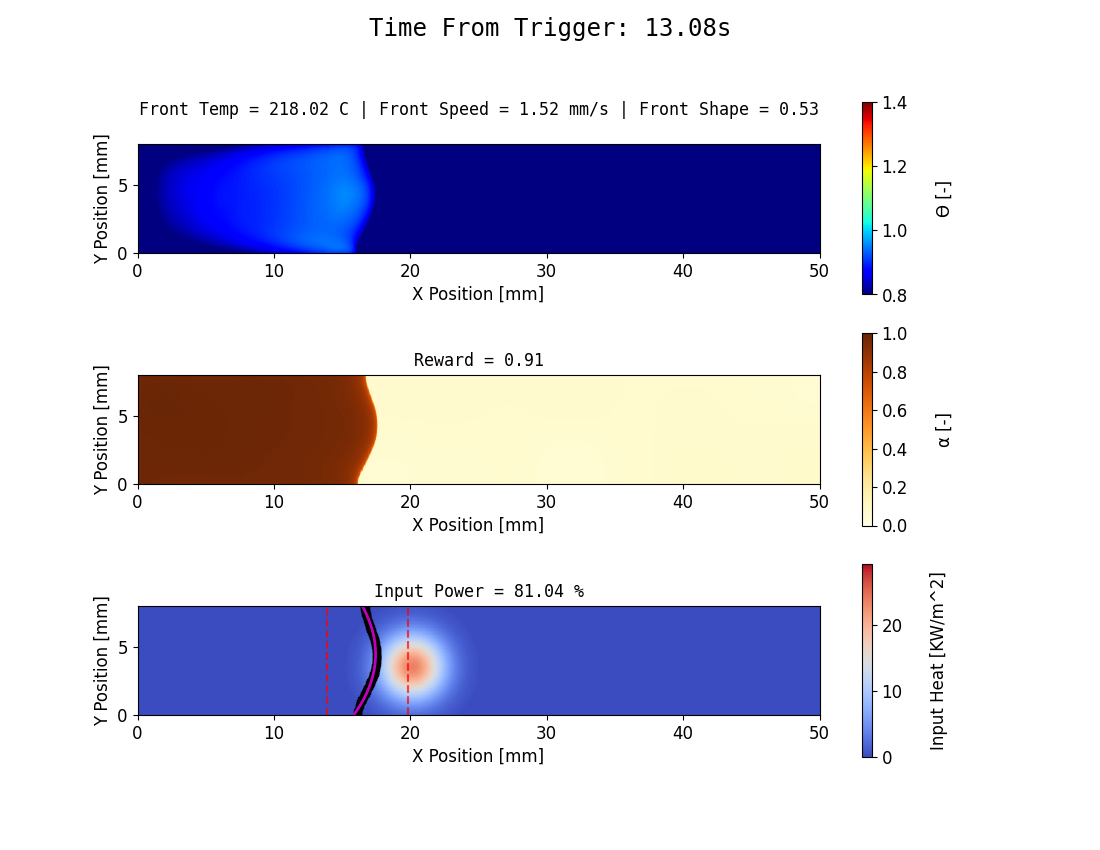 Time From Trigger: 13.08s
Front Temp = 218.02 C | Front Speed = 1.52 mm/s | Front Shape = 0.53
Y Position [mm]
5
0
0 10 20 30 40 50
X Position [mm]
1.4
1.2
1.0
0.8
Θ [-]
Reward = 0.91
Y Position [mm]
5
0
0 10 20 30 40 50
X Position [mm]
1.0
0.8
0.6
0.4
0.2
0.0
α [-]
Input Power = 81.04 %
Y Position [mm]
5
0
0 10 20 30 40 50
X Position [mm]
20
10
0
Input Heat [KW/m^2]